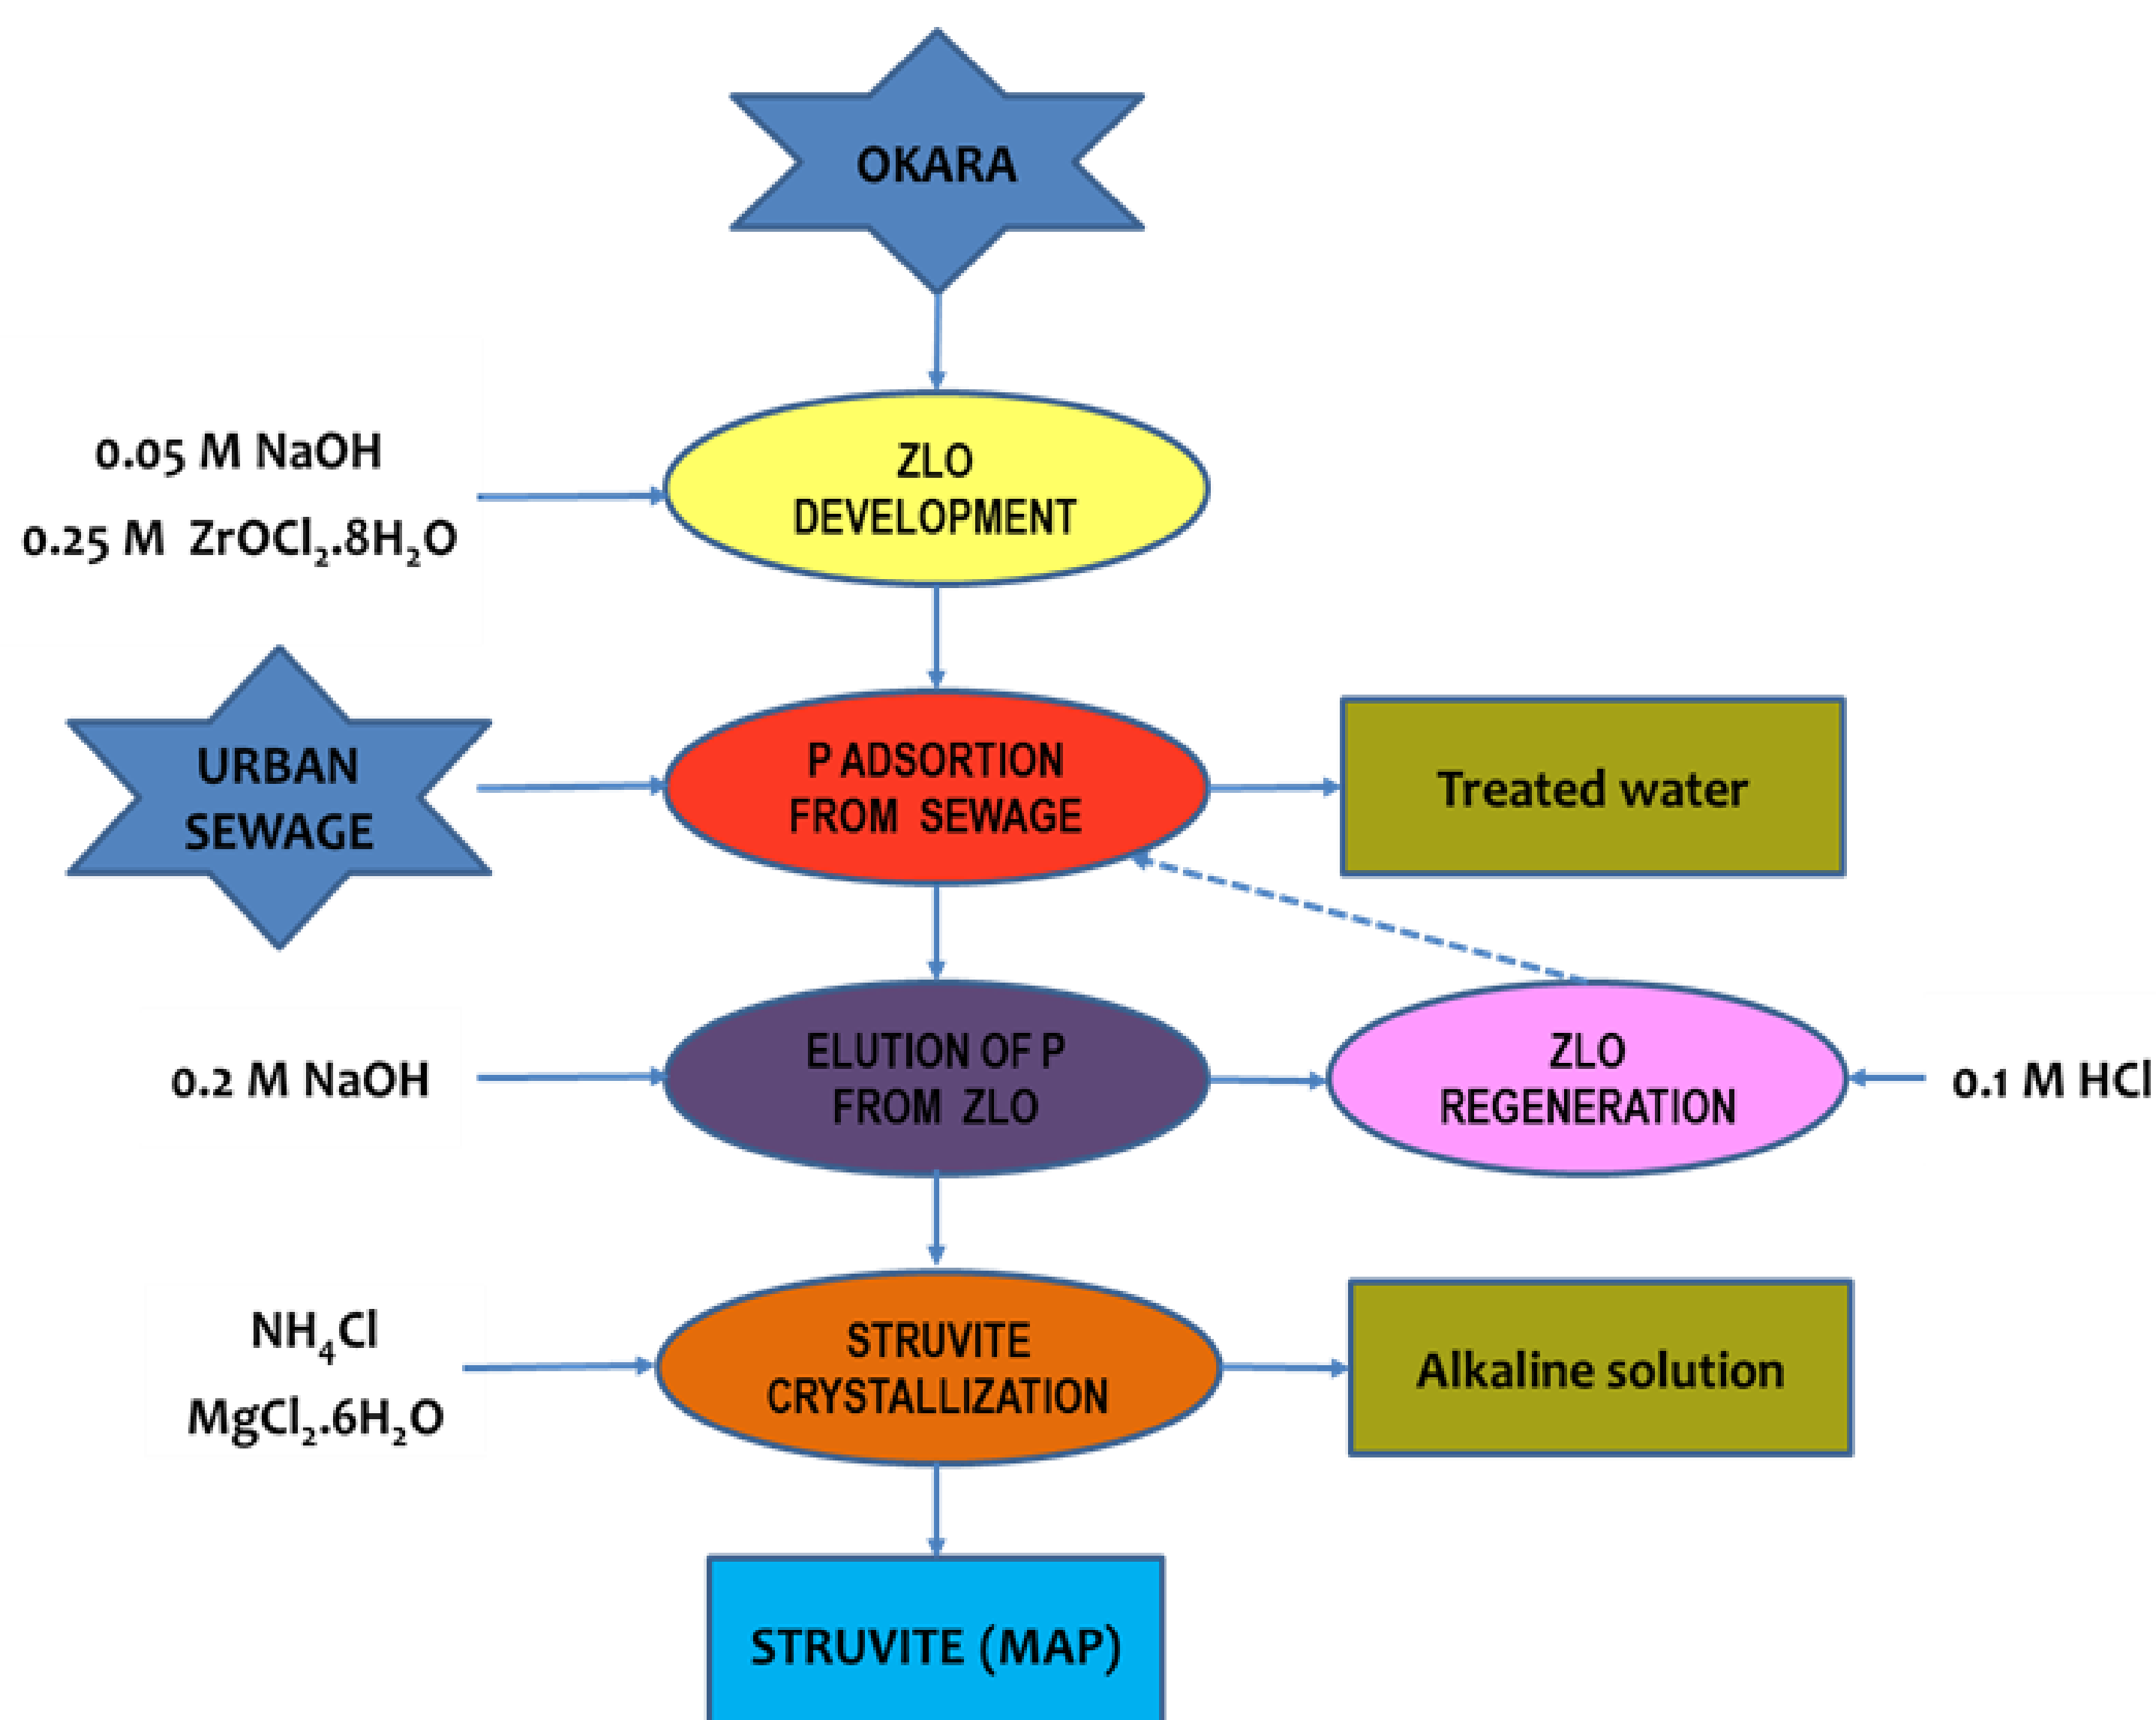 OKARA
0.05 M NaOH
0.25 M ZrOCl₂.8H₂O
ZLO
DEVELOPMENT
URBAN
SEWAGE
P ADSORTION
FROM SEWAGE
Treated water
0.2 M NaOH
ELUTION OF P
FROM ZLO
ZLO
REGENERATION
0.1 M HCl
NH₄Cl
MgCl₂.6H₂O
STRUVITE
CRYSTALLIZATION
Alkaline solution
STRUVITE (MAP)